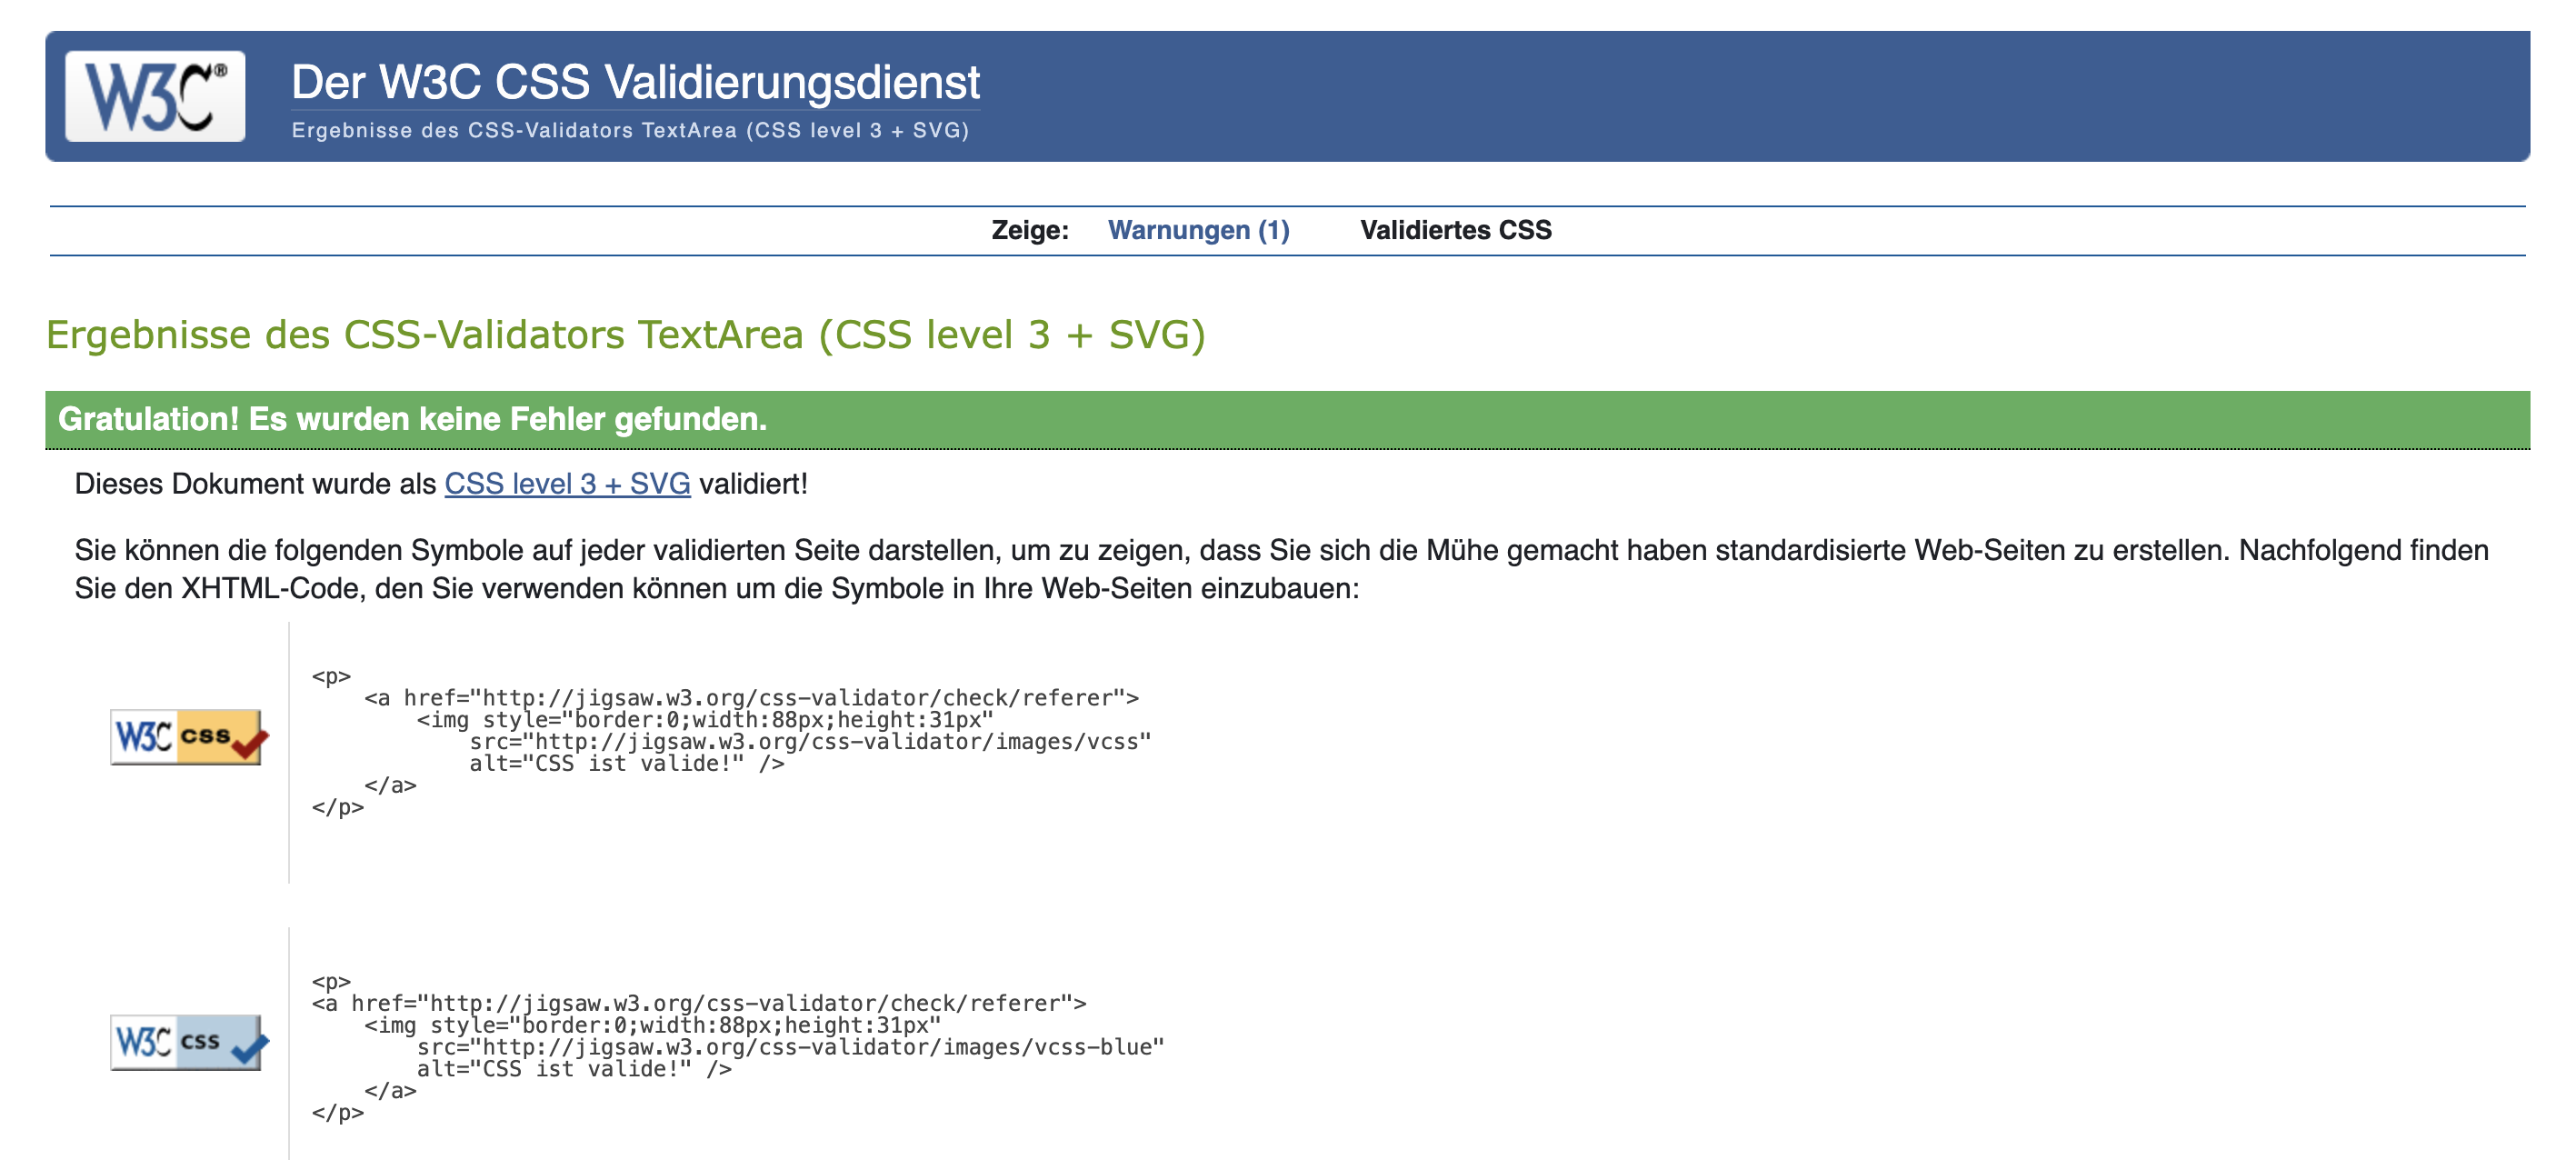 W3C®
Der W3C CSS Validierungsdienst
Ergebnisse des CSS-Validators TextArea (CSS level 3 + SVG)
Zeige: Warnungen (1) Validiertes CSS
Ergebnisse des CSS-Validators TextArea (CSS level 3 + SVG)
Gratulation! Es wurden keine Fehler gefunden.
Dieses Dokument wurde als CSS level 3 + SVG validiert!
Sie können die folgenden Symbole auf jeder validierten Seite darstellen, um zu zeigen, dass Sie sich die Mühe gemacht haben standardisierte Web-Seiten zu erstellen. Nachfolgend finden
Sie den XHTML-Code, den Sie verwenden können um die Symbole in Ihre Web-Seiten einzubauen:
W3C css
<p>
    <a href="http://jigsaw.w3.org/css-validator/check/referer">
        <img style="border:0;width:88px;height:31px"
            src="http://jigsaw.w3.org/css-validator/images/vcss"
            alt="CSS ist valide!" />
    </a>
</p>
W3C css
<p>
<a href="http://jigsaw.w3.org/css-validator/check/referer">
    <img style="border:0;width:88px;height:31px"
        src="http://jigsaw.w3.org/css-validator/images/vcss-blue"
        alt="CSS ist valide!" />
    </a>
</p>